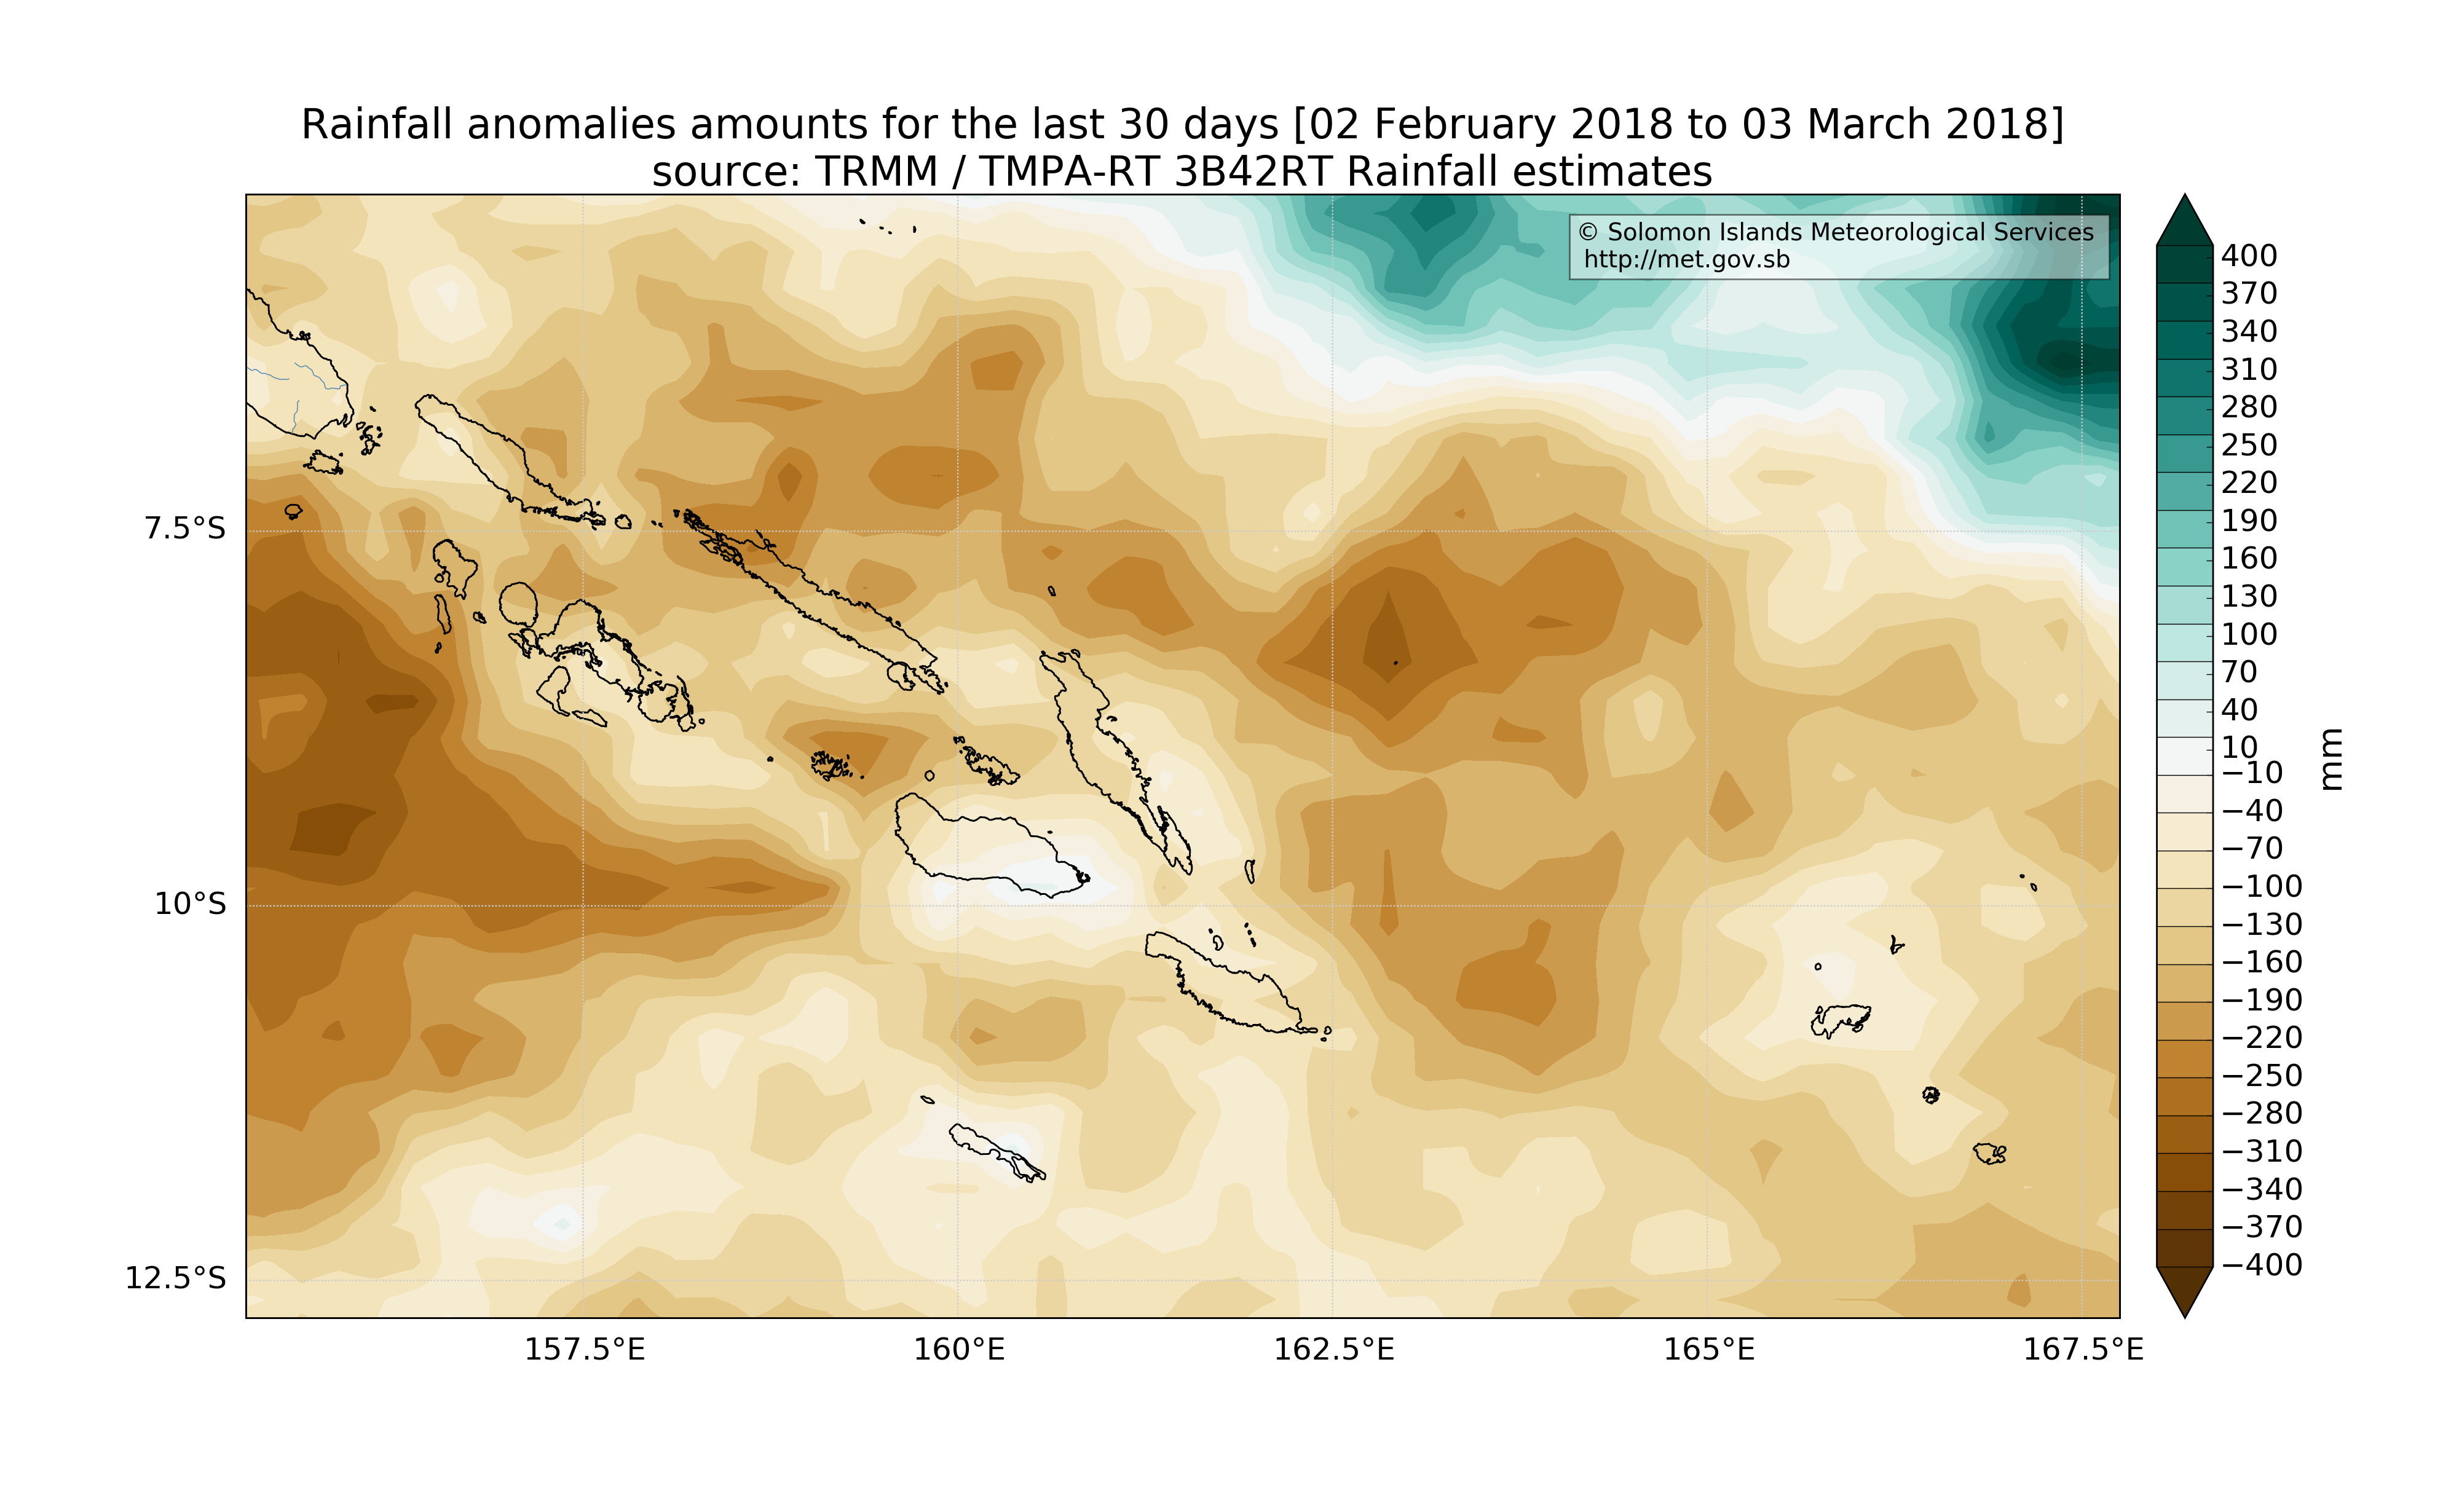 Rainfall anomalies amounts for the last 30 days [02 February 2018 to 03 March 2018]
source: TRMM / TMPA-RT 3B42RT Rainfall estimates
© Solomon Islands Meteorological Services
http://met.gov.sb
7.5°S
10°S
12.5°S
157.5°E
160°E
162.5°E
165°E
167.5°E
400
370
340
310
280
250
220
190
160
130
100
70
40
10
−10
−40
−70
−100
−130
−160
−190
−220
−250
−280
−310
−340
−370
−400
mm